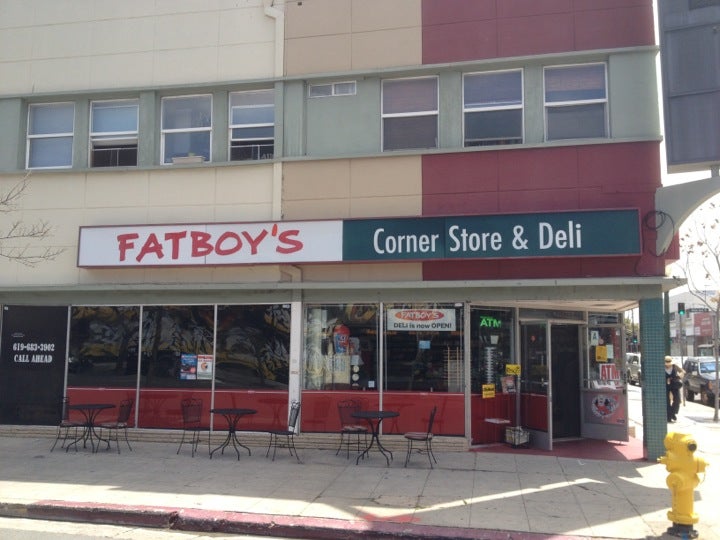 FATBOY'S Corner Store & Deli
619-683-3902
CALL AHEAD
FATBOY'S
DELI is now OPEN!
ATM
ATM